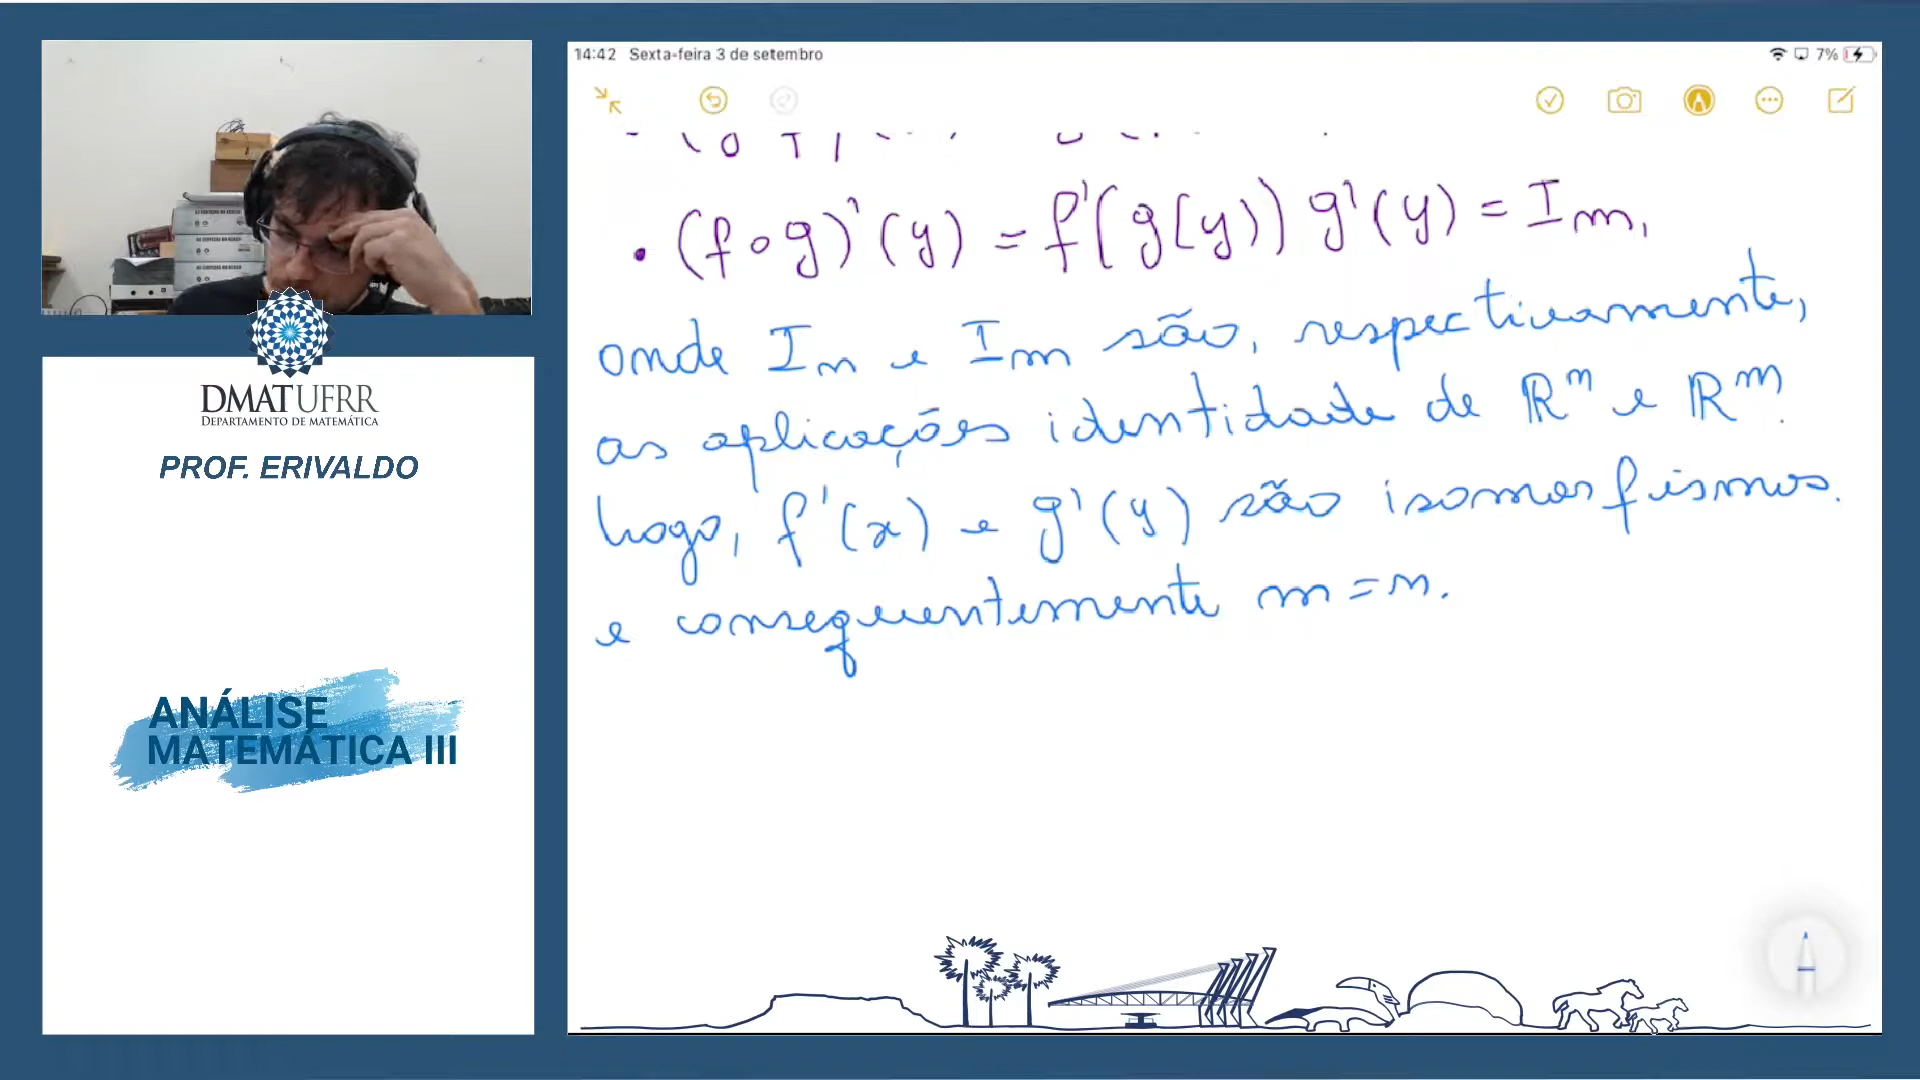 14:42 Sexta-feira 3 de setembro
7%
• (f∘g)'(y) = f'(g(y)) g'(y) = Im,
onde In e Im são, respectivamente,
as aplicações identidade de ℝⁿ e ℝᵐ.
Logo, f'(x) e g'(y) são isomorfismos.
e consequentemente m = n.
DMATUFRR
DEPARTAMENTO DE MATEMÁTICA
PROF. ERIVALDO
ANÁLISE
MATEMÁTICA III